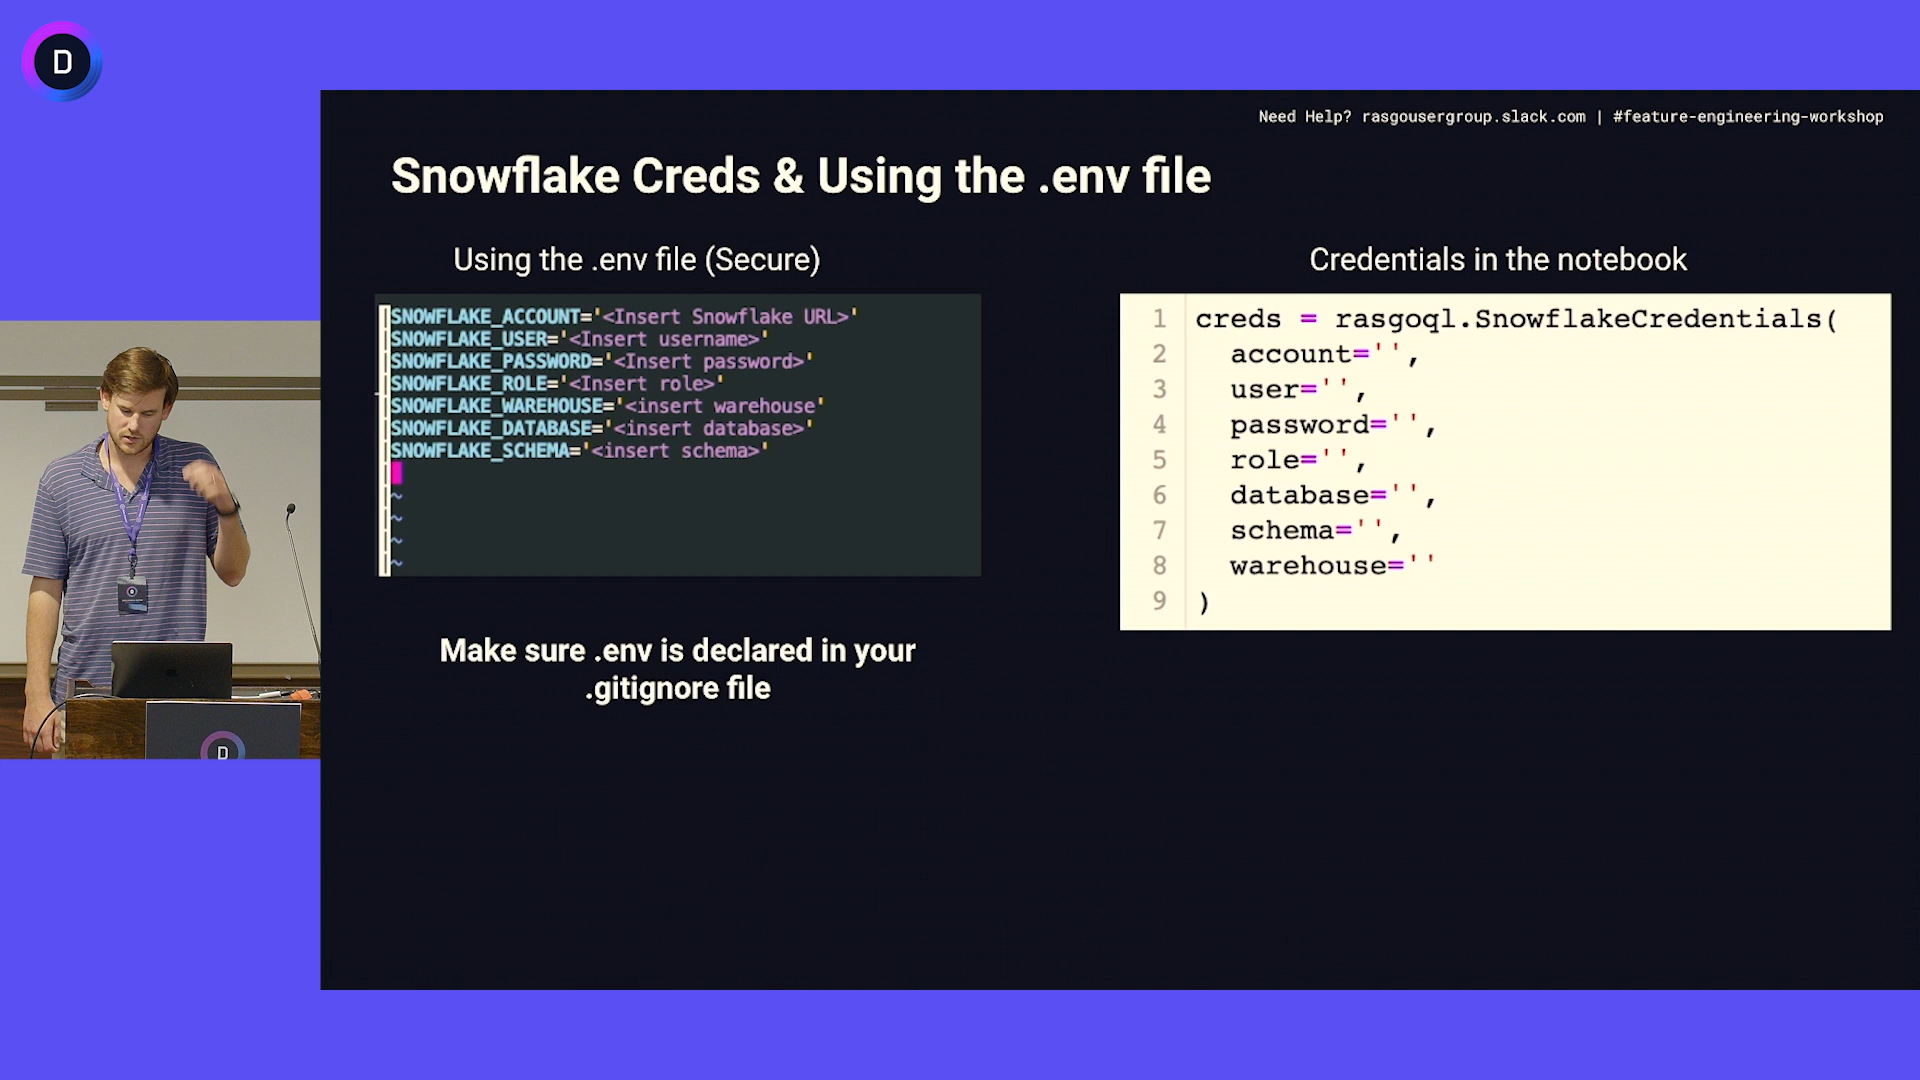 D
Need Help? rasgousergroup.slack.com | #feature-engineering-workshop
Snowflake Creds & Using the .env file
Using the .env file (Secure)
SNOWFLAKE_ACCOUNT='<Insert Snowflake URL>'
SNOWFLAKE_USER='<Insert username>'
SNOWFLAKE_PASSWORD='<Insert password>'
SNOWFLAKE_ROLE='<Insert role>'
SNOWFLAKE_WAREHOUSE='<insert warehouse'
SNOWFLAKE_DATABASE='<insert database>'
SNOWFLAKE_SCHEMA='<insert schema>'
~
~
~
~
Make sure .env is declared in your
.gitignore file
Credentials in the notebook
1 creds = rasgoql.SnowflakeCredentials(
2 account='',
3 user='',
4 password='',
5 role='',
6 database='',
7 schema='',
8 warehouse=''
9 )
D